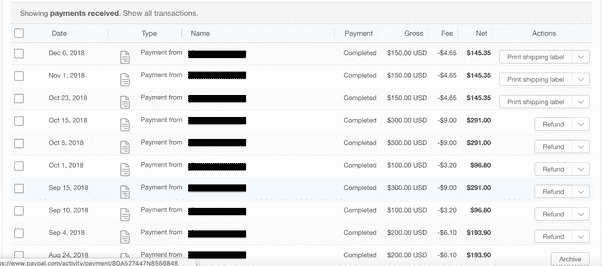 Showing payments received. Show all transactions.
Date Type Name Payment Gross Fee Net Actions
Dec 6, 2018 Payment from Completed $150.00 USD -$4.65 $145.35 Print shipping label
Nov 1, 2018 Payment from Completed $150.00 USD -$4.65 $145.35 Print shipping label
Oct 23, 2018 Payment from Completed $150.00 USD -$4.65 $145.35 Print shipping label
Oct 15, 2018 Payment from Completed $300.00 USD -$9.00 $291.00 Refund
Oct 5, 2018 Payment from Completed $300.00 USD -$9.00 $291.00 Refund
Oct 1, 2018 Payment from Completed $100.00 USD -$3.20 $96.80 Refund
Sep 15, 2018 Payment from Completed $300.00 USD -$9.00 $291.00 Refund
Sep 10, 2018 Payment from Completed $100.00 USD -$3.20 $96.80 Refund
Sep 4, 2018 Payment from Completed $200.00 USD -$6.10 $193.90 Refund
Aug 24, 2018 Payment from Completed $200.00 USD -$6.10 $193.90 Archive